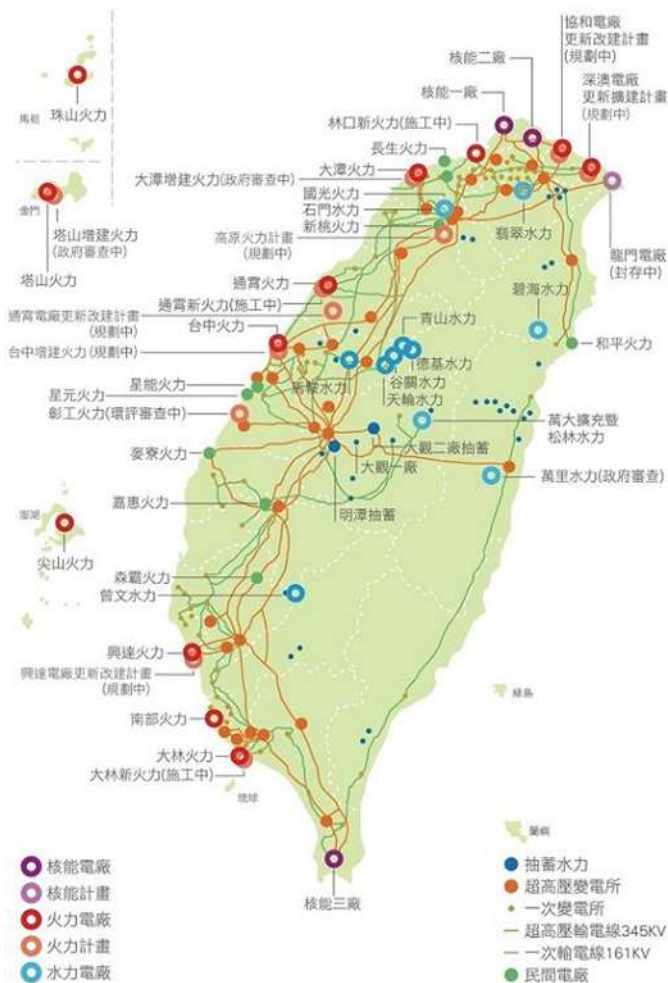 協和電廠
更新改建計畫
(規劃中)
核能二廠
深澳電廠
更新擴建計畫
(規劃中)
核能一廠
林口新火力(施工中)
長生火力
大潭火力
大潭增建火力(政府審查中)
國光火力
石門水力
新桃火力
高原火力計畫
(規劃中)
翡翠水力
龍門電廠
(封存中)
馬祖
珠山火力
金門
塔山增建火力
(政府審查中)
塔山火力
通霄火力
通霄新火力(施工中)
通霄電廠更新改建計畫
(規劃中)
台中火力
台中增建火力(規劃中)
碧海水力
青山水力
和平火力
德基水力
馬鞍水力
谷關水力
天輪水力
星能火力
星元火力
彰工火力(環評審查中)
萬大擴充暨
松林水力
麥寮火力
大觀二廠抽蓄
大觀一廠
萬里水力(政府審查)
嘉惠火力
明潭抽蓄
澎湖
尖山火力
森霸火力
曾文水力
興達火力
興達電廠更新改建計畫
(規劃中)
綠島
南部火力
大林火力
大林新火力(施工中)
琉球
蘭嶼
核能三廠
核能電廠
核能計畫
火力電廠
火力計畫
水力電廠
抽蓄水力
超高壓變電所
一次變電所
超高壓輸電線345KV
一次輸電線161KV
民間電廠